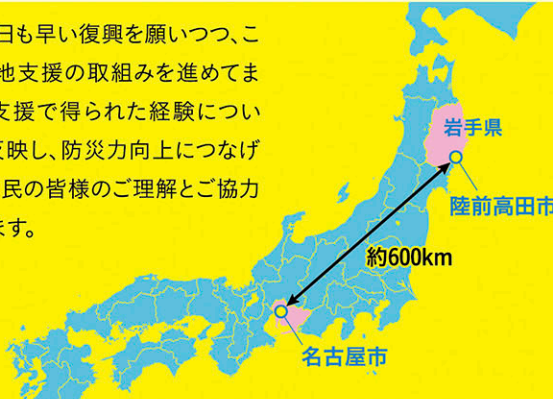 日も早い復興を願いつつ、こ
地支援の取組みを進めてま
支援で得られた経験につい
反映し、防災力向上につなげ
民の皆様のご理解とご協力
ます。
岩手県
陸前高田市
約600km
名古屋市